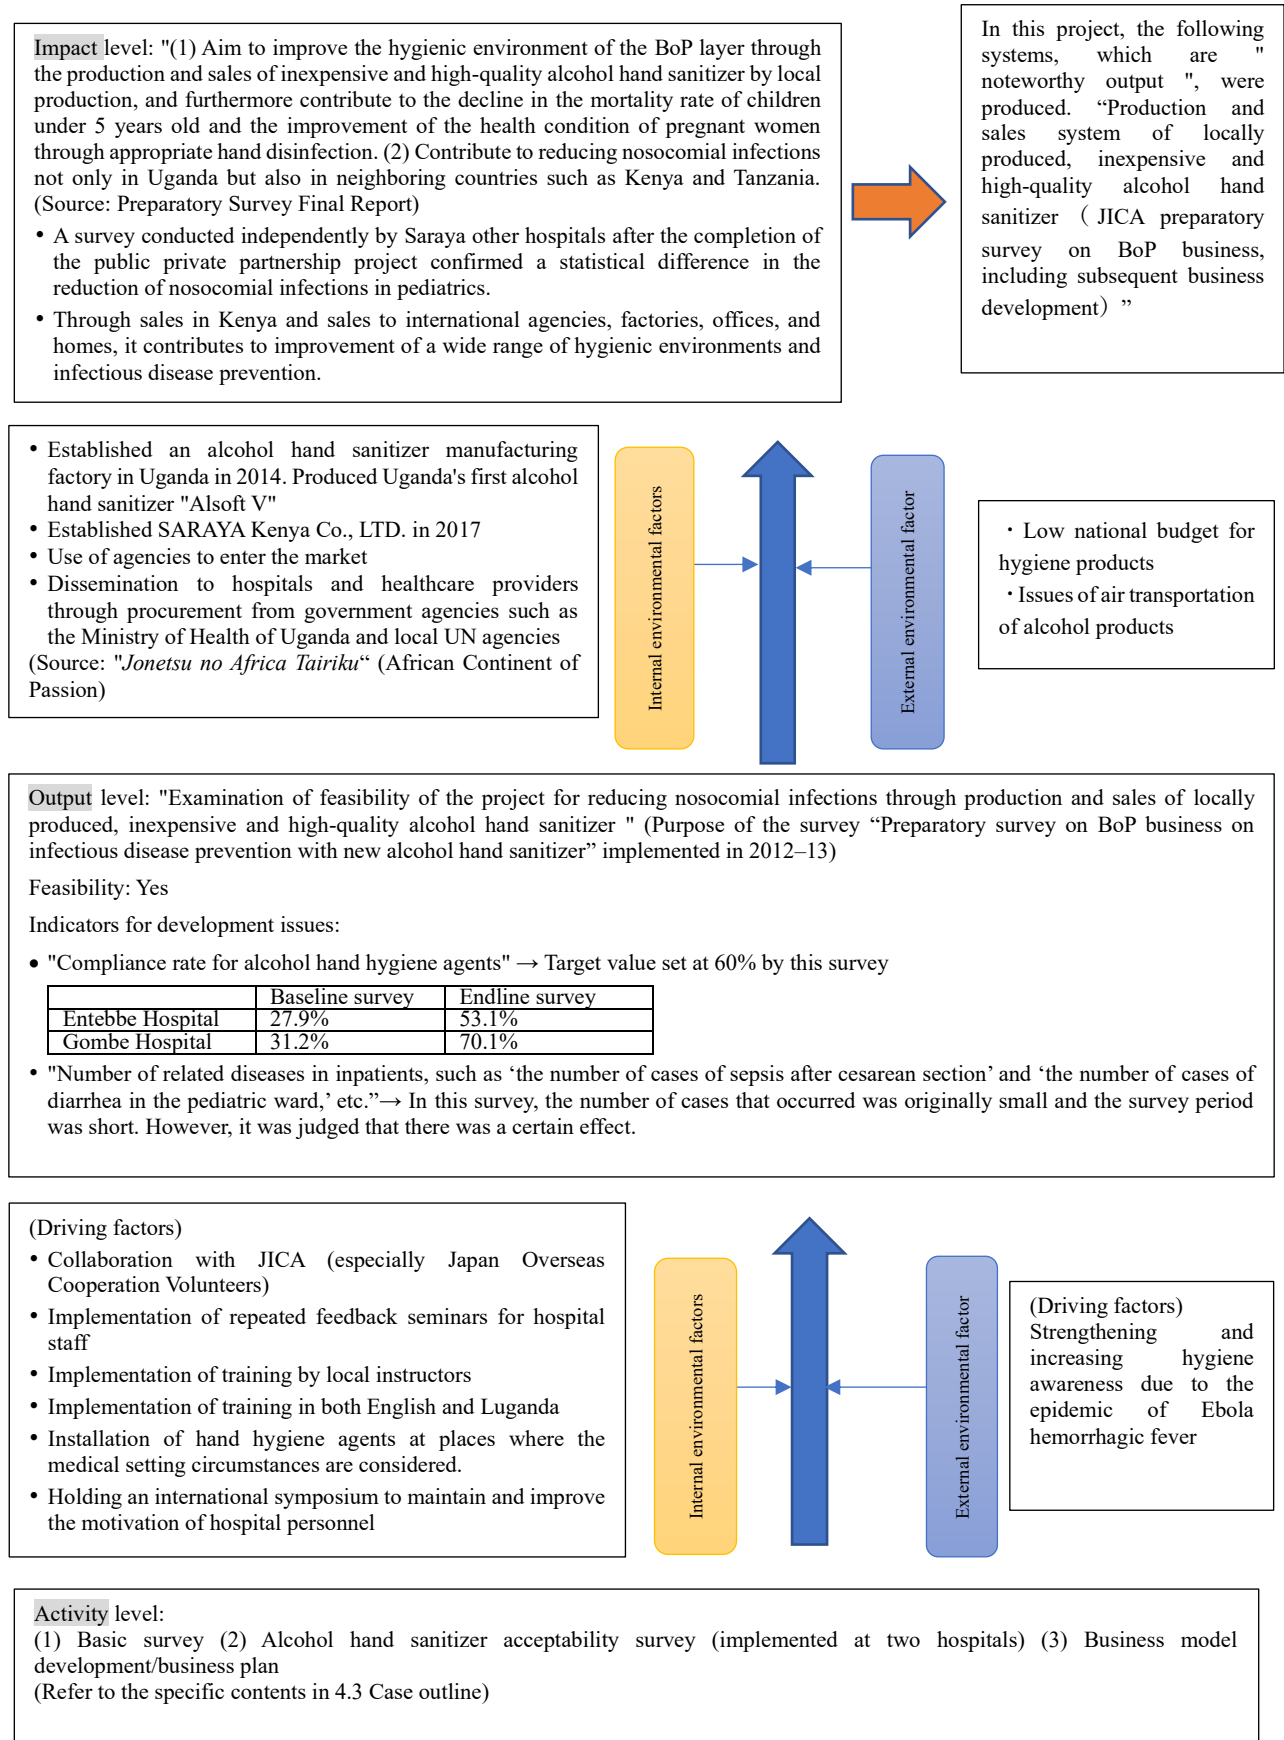 Impact level: "(1) Aim to improve the hygienic environment of the BoP layer through
the production and sales of inexpensive and high-quality alcohol hand sanitizer by local
production, and furthermore contribute to the decline in the mortality rate of children
under 5 years old and the improvement of the health condition of pregnant women
through appropriate hand disinfection. (2) Contribute to reducing nosocomial infections
not only in Uganda but also in neighboring countries such as Kenya and Tanzania.
(Source: Preparatory Survey Final Report)
• A survey conducted independently by Saraya other hospitals after the completion of
the public private partnership project confirmed a statistical difference in the
reduction of nosocomial infections in pediatrics.
• Through sales in Kenya and sales to international agencies, factories, offices, and
homes, it contributes to improvement of a wide range of hygienic environments and
infectious disease prevention.
In this project, the following
systems, which are "
noteworthy output ", were
produced. “Production and
sales system of locally
produced, inexpensive and
high-quality alcohol hand
sanitizer （ JICA preparatory
survey on BoP business,
including subsequent business
development）”
• Established an alcohol hand sanitizer manufacturing
factory in Uganda in 2014. Produced Uganda's first alcohol
hand sanitizer "Alsoft V"
• Established SARAYA Kenya Co., LTD. in 2017
• Use of agencies to enter the market
• Dissemination to hospitals and healthcare providers
through procurement from government agencies such as
the Ministry of Health of Uganda and local UN agencies
(Source: "Jonetsu no Africa Tairiku“ (African Continent of
Passion)
Internal environmental factors
External environmental factor
・Low national budget for
hygiene products
・Issues of air transportation
of alcohol products
Output level: "Examination of feasibility of the project for reducing nosocomial infections through production and sales of locally
produced, inexpensive and high-quality alcohol hand sanitizer " (Purpose of the survey “Preparatory survey on BoP business on
infectious disease prevention with new alcohol hand sanitizer” implemented in 2012–13)
Feasibility: Yes
Indicators for development issues:
• "Compliance rate for alcohol hand hygiene agents" → Target value set at 60% by this survey
Baseline survey Endline survey
Entebbe Hospital 27.9% 53.1%
Gombe Hospital 31.2% 70.1%
• "Number of related diseases in inpatients, such as ‘the number of cases of sepsis after cesarean section’ and ‘the number of cases of
diarrhea in the pediatric ward,’ etc.”→ In this survey, the number of cases that occurred was originally small and the survey period
was short. However, it was judged that there was a certain effect.
(Driving factors)
• Collaboration with JICA (especially Japan Overseas
Cooperation Volunteers)
• Implementation of repeated feedback seminars for hospital
staff
• Implementation of training by local instructors
• Implementation of training in both English and Luganda
• Installation of hand hygiene agents at places where the
medical setting circumstances are considered.
• Holding an international symposium to maintain and improve
the motivation of hospital personnel
Internal environmental factors
External environmental factor
(Driving factors)
Strengthening and
increasing hygiene
awareness due to the
epidemic of Ebola
hemorrhagic fever
Activity level:
(1) Basic survey (2) Alcohol hand sanitizer acceptability survey (implemented at two hospitals) (3) Business model
development/business plan
(Refer to the specific contents in 4.3 Case outline)